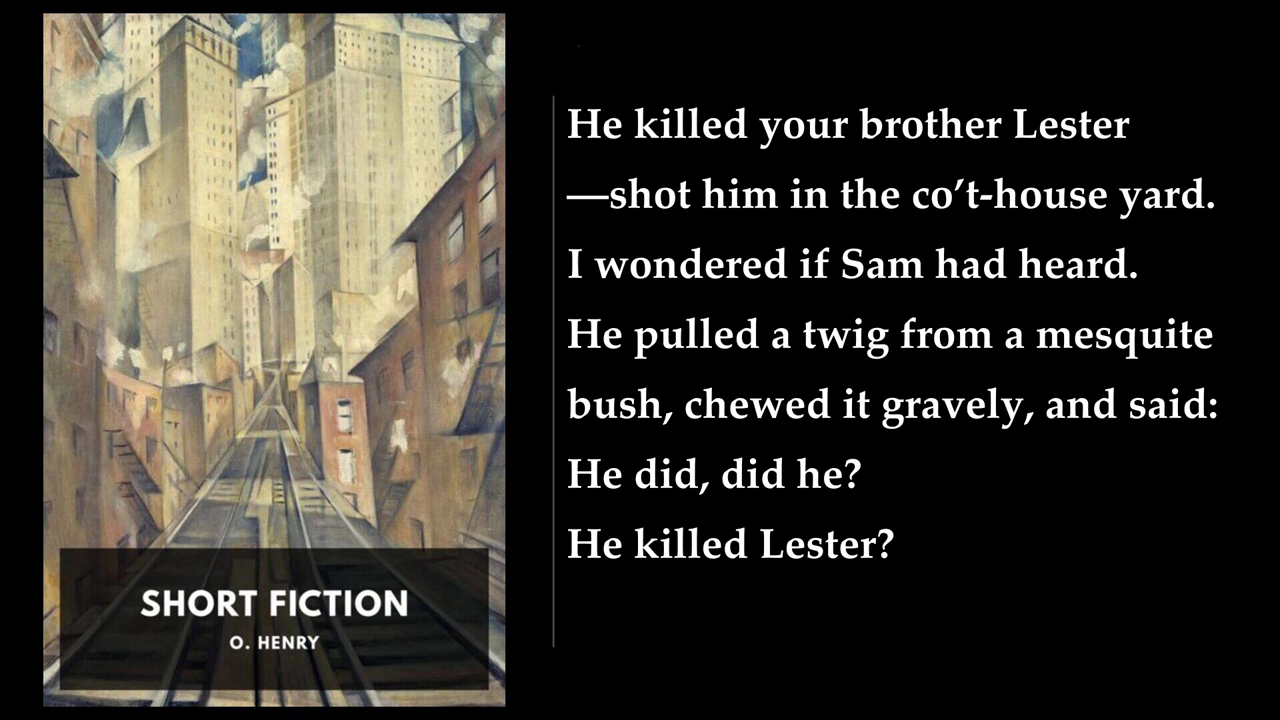 SHORT FICTION
O. HENRY
He killed your brother Lester
—shot him in the co’t-house yard.
I wondered if Sam had heard.
He pulled a twig from a mesquite
bush, chewed it gravely, and said:
He did, did he?
He killed Lester?